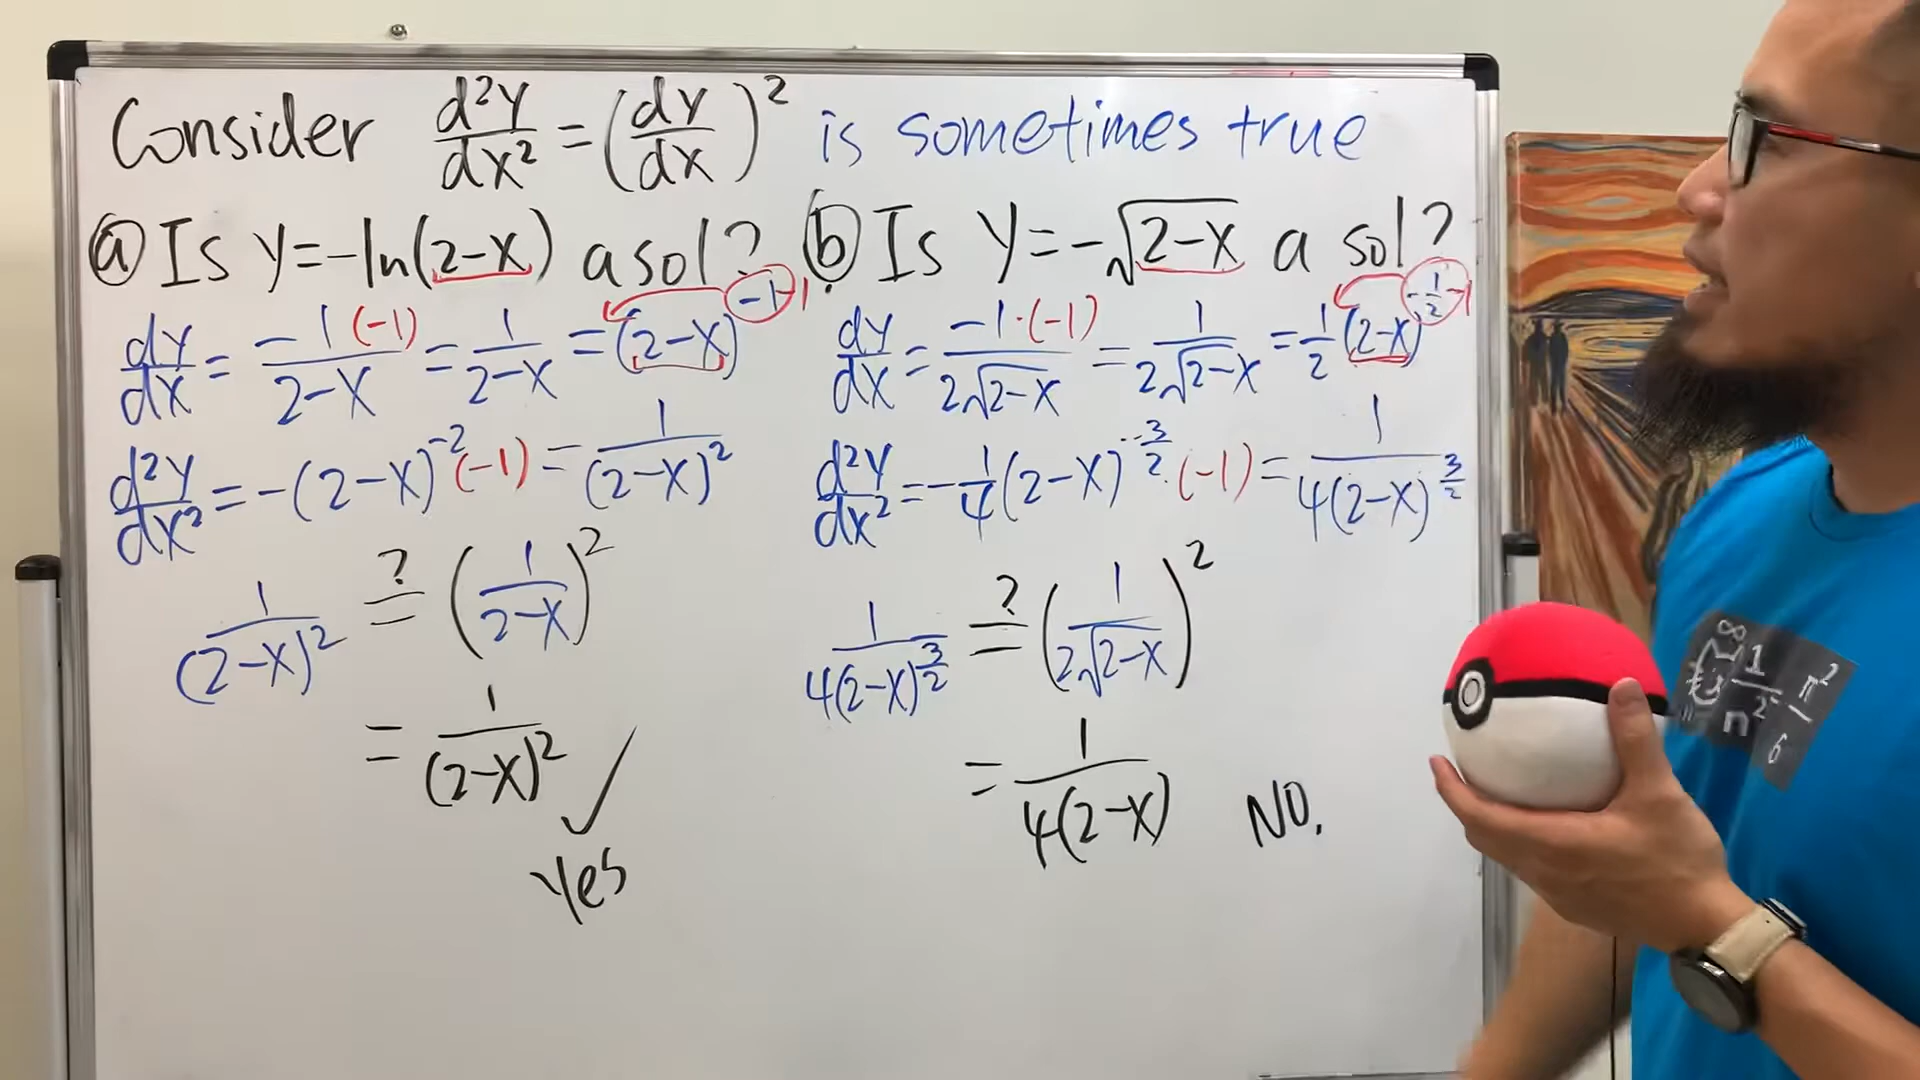 Consider d²y/dx² = (dy/dx)² is sometimes true
ⓐ Is y=-ln(2-x) a sol?
dy/dx = -1(-1)/(2-x) = 1/(2-x) = (2-x)^(-1) -1
d²y/dx² = -(2-x)^(-2) (-1) = 1/(2-x)²
1/(2-x)² ?= (1/(2-x))²
= 1/(2-x)² ✓
Yes
ⓑ Is y=-√(2-x) a sol?
dy/dx = -1·(-1)/(2√(2-x)) = 1/(2√(2-x)) = 1/2 (2-x)^(-1/2) -1
d²y/dx² = -1/4 (2-x)^(-3/2) · (-1) = 1/(4(2-x)^(3/2))
1/(4(2-x)^(3/2)) ?= (1/(2√(2-x)))²
= 1/(4(2-x)) NO.
∞
Σ 1/n² = π²/6